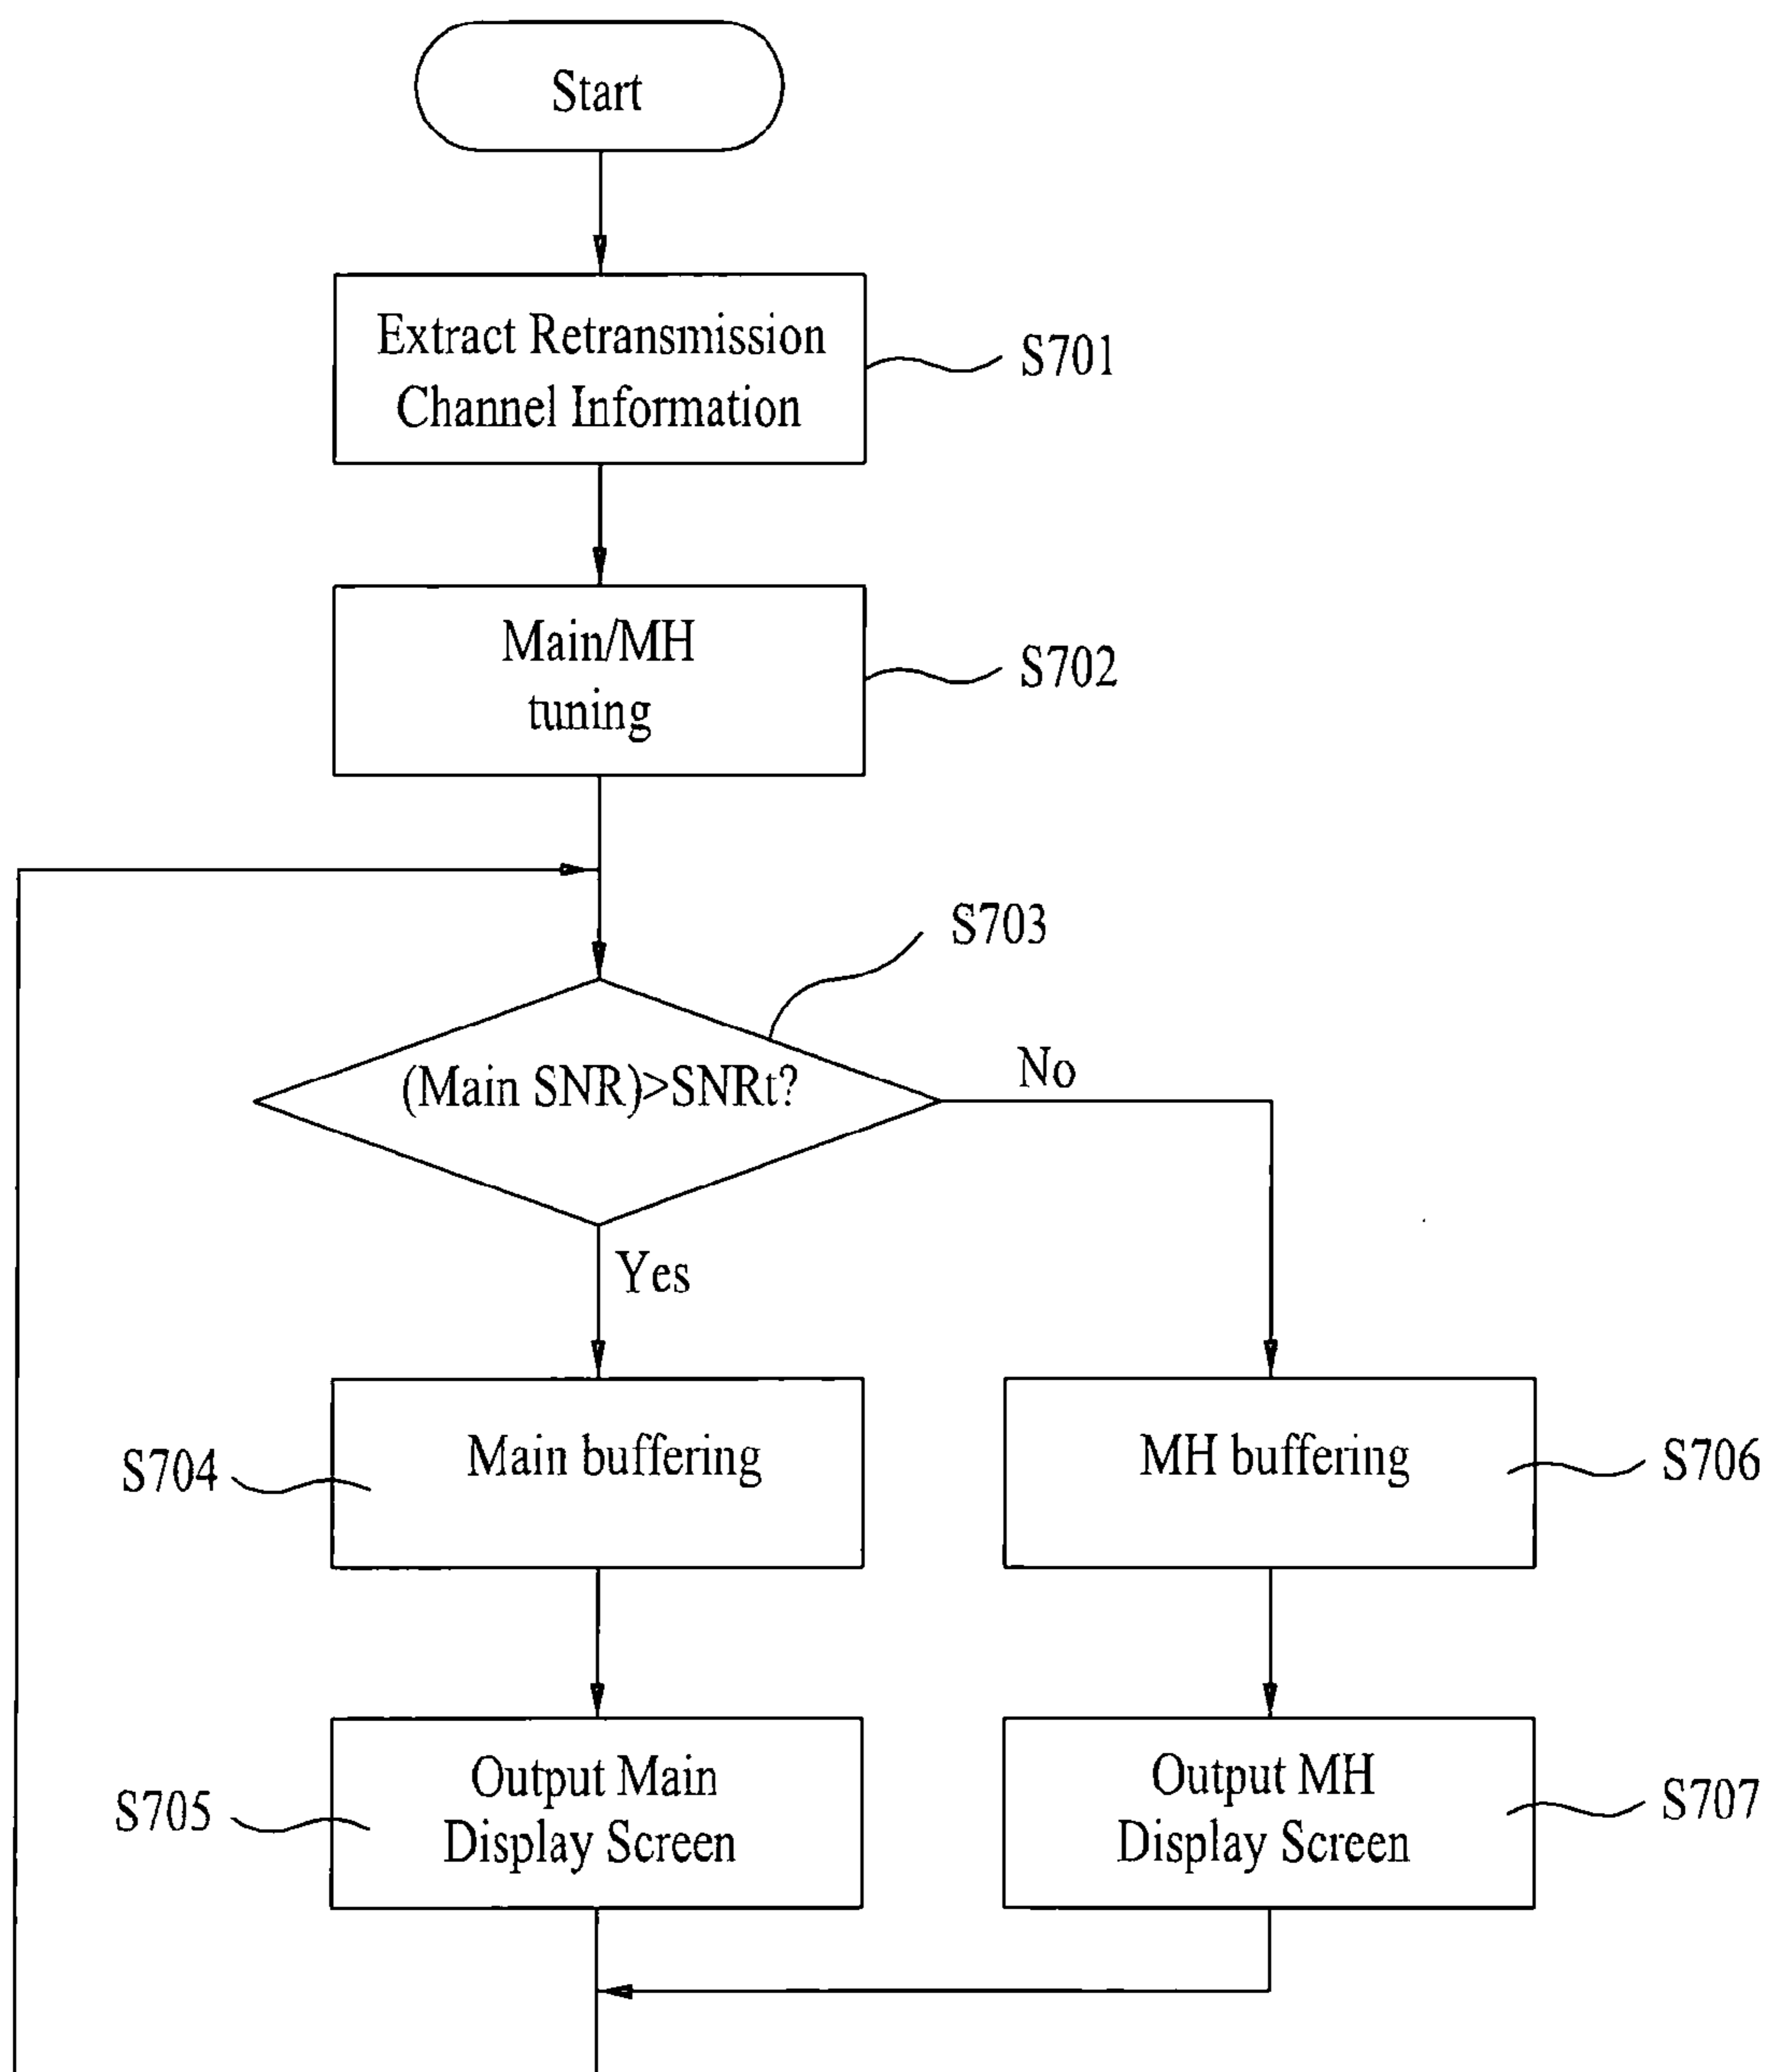 Start
Extract Retransmission
Channel Information
S701
Main/MH
tuning
S702
S703
(Main SNR)>SNRt?
No
Yes
S704
Main buffering
MH buffering
S706
S705
Output Main
Display Screen
Output MH
Display Screen
S707